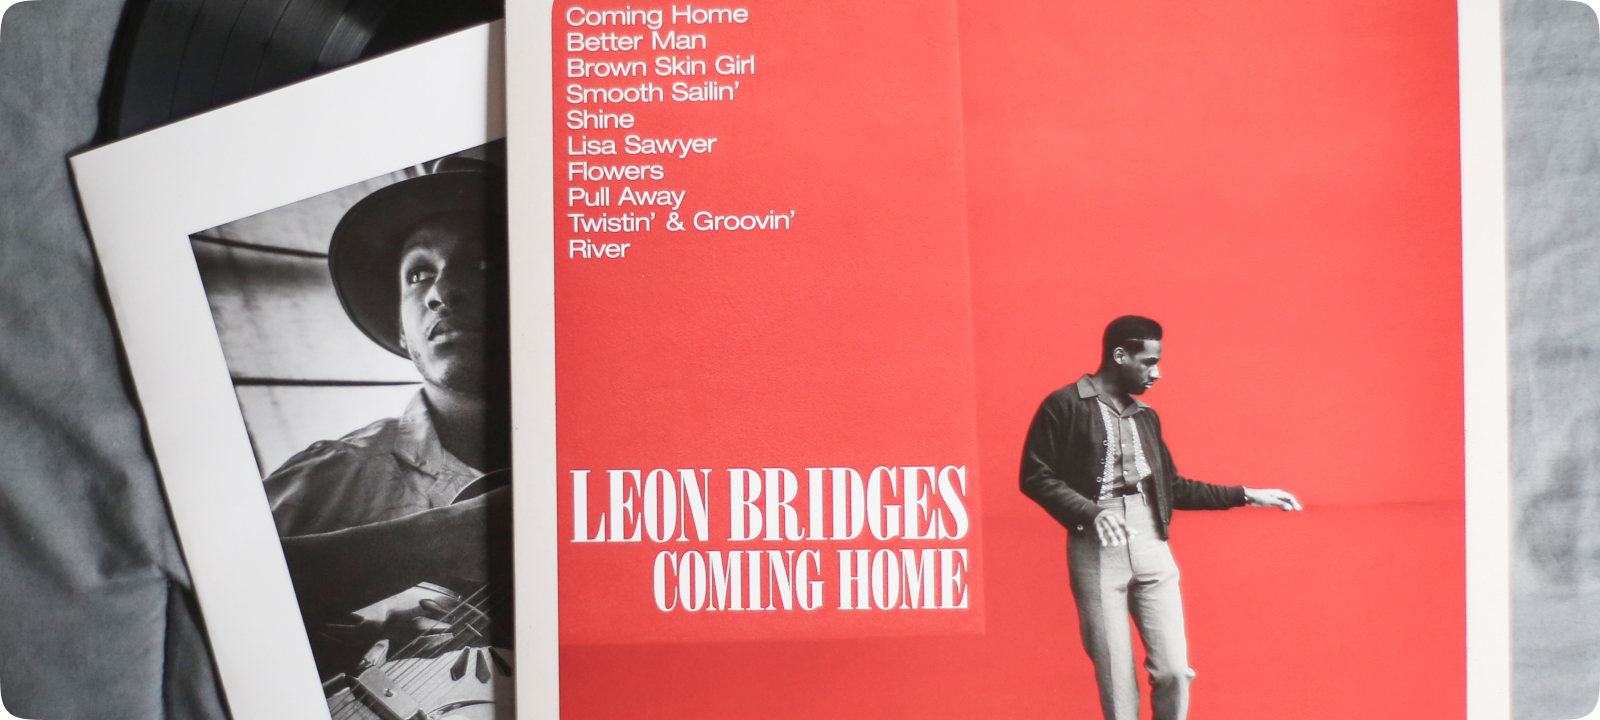 Coming Home
Better Man
Brown Skin Girl
Smooth Sailin’
Shine
Lisa Sawyer
Flowers
Pull Away
Twistin’ & Groovin’
River
LEON BRIDGES
COMING HOME